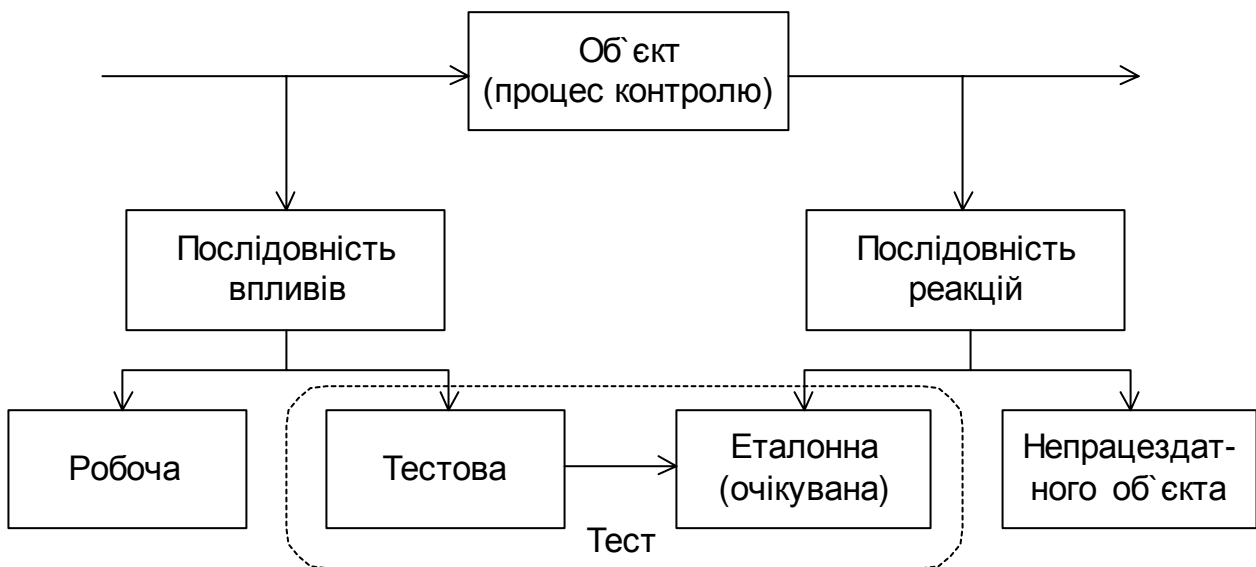 Об`єкт
(процес контролю)
Послідовність
впливів
Послідовність
реакцій
Робоча
Тестова
Еталонна
(очікувана)
Непрацездат-
ного об`єкта
Тест